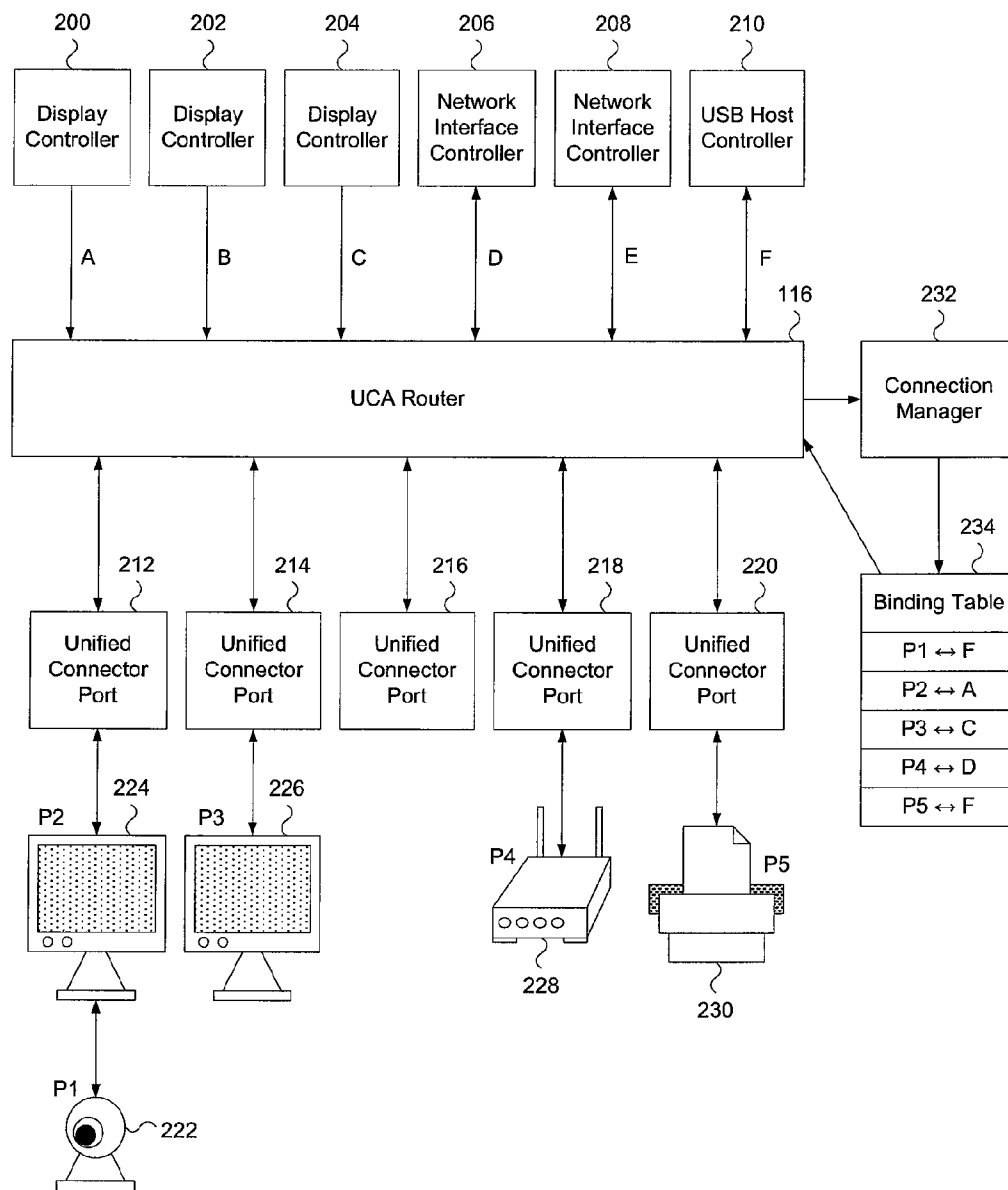 200
202
204
206
208
210
Display
Controller
Display
Controller
Display
Controller
Network
Interface
Controller
Network
Interface
Controller
USB Host
Controller
A
B
C
D
E
F
116
232
UCA Router
Connection
Manager
234
212
214
216
218
220
Unified
Connector
Port
Unified
Connector
Port
Unified
Connector
Port
Unified
Connector
Port
Unified
Connector
Port
Binding Table
P1 ↔ F
P2 ↔ A
P3 ↔ C
P4 ↔ D
P5 ↔ F
P2
224
P3
226
P4
P5
228
230
P1
222